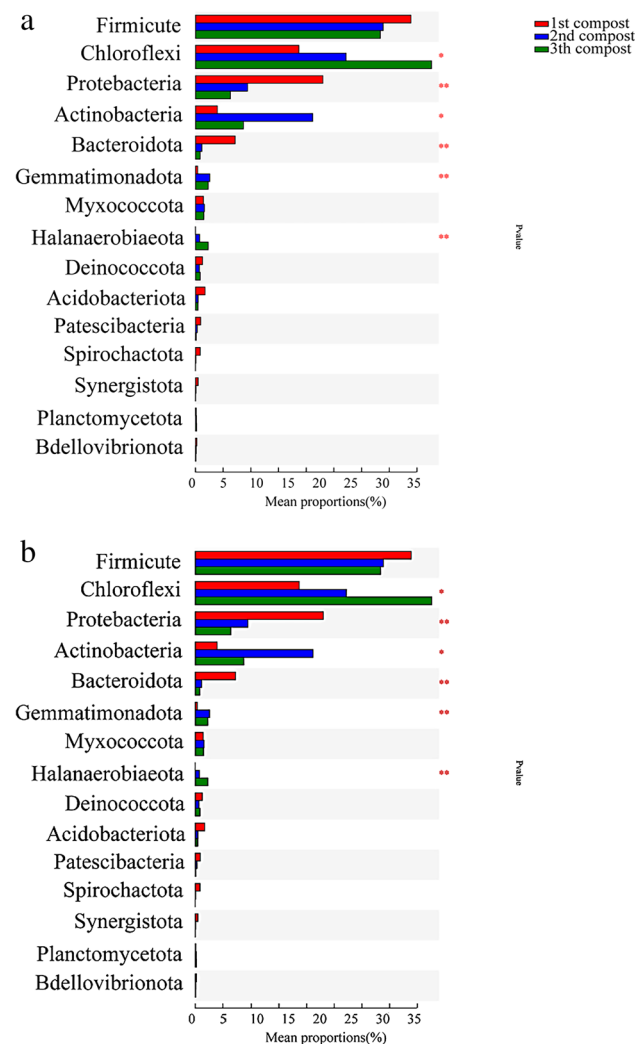 a
1st compost
2nd compost
3th compost
Firmicute
Chloroflexi *
Protebacteria **
Actinobacteria *
Bacteroidota **
Gemmatimonadota **
Myxococcota
Halanaerobiaeota **
Deinococcota
Acidobacteriota
Patescibacteria
Spirochactota
Synergistota
Planctomycetota
Bdellovibrionota
Pvalue
0 5 10 15 20 25 30 35
Mean proportions(%)
b
Firmicute
Chloroflexi *
Protebacteria **
Actinobacteria *
Bacteroidota **
Gemmatimonadota **
Myxococcota
Halanaerobiaeota **
Deinococcota
Acidobacteriota
Patescibacteria
Spirochactota
Synergistota
Planctomycetota
Bdellovibrionota
Pvalue
0 5 10 15 20 25 30 35
Mean proportions(%)